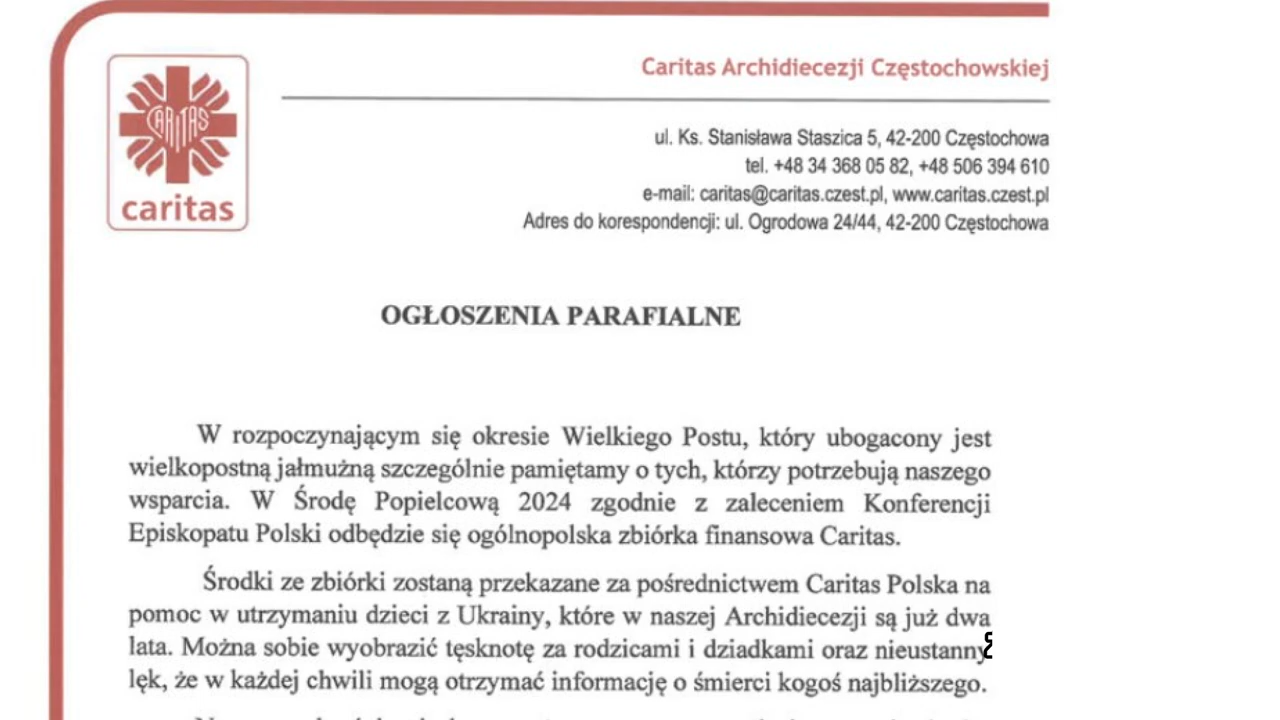 CARITAS
caritas
Caritas Archidiecezji Częstochowskiej
ul. Ks. Stanisława Staszica 5, 42-200 Częstochowa
tel. +48 34 368 05 82, +48 506 394 610
e-mail: caritas@caritas.czest.pl, www.caritas.czest.pl
Adres do korespondencji: ul. Ogrodowa 24/44, 42-200 Częstochowa
OGŁOSZENIA PARAFIALNE
W rozpoczynającym się okresie Wielkiego Postu, który ubogacony jest
wielkopostną jałmużną szczególnie pamiętamy o tych, którzy potrzebują naszego
wsparcia. W Środę Popielcową 2024 zgodnie z zaleceniem Konferencji
Episkopatu Polski odbędzie się ogólnopolska zbiórka finansowa Caritas.
Środki ze zbiórki zostaną przekazane za pośrednictwem Caritas Polska na
pomoc w utrzymaniu dzieci z Ukrainy, które w naszej Archidiecezji są już dwa
lata. Można sobie wyobrazić tęsknotę za rodzicami i dziadkami oraz nieustanny
lęk, że w każdej chwili mogą otrzymać informację o śmierci kogoś najbliższego.